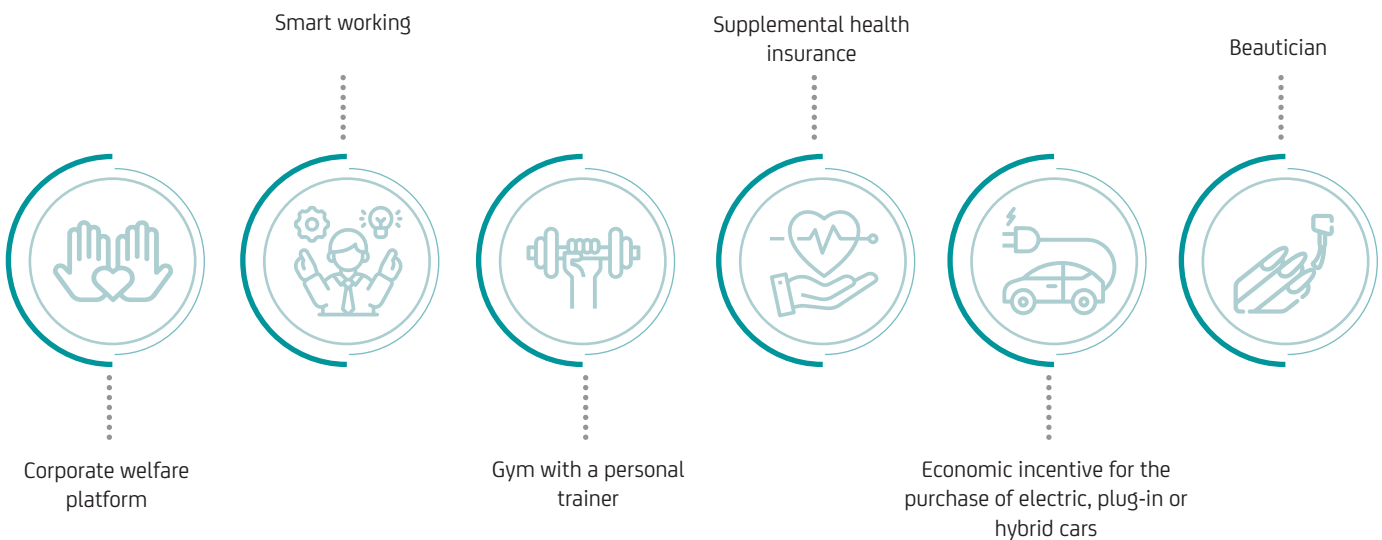 Smart working
Supplemental health
insurance
Beautician
Corporate welfare
platform
Gym with a personal
trainer
Economic incentive for the
purchase of electric, plug-in or
hybrid cars